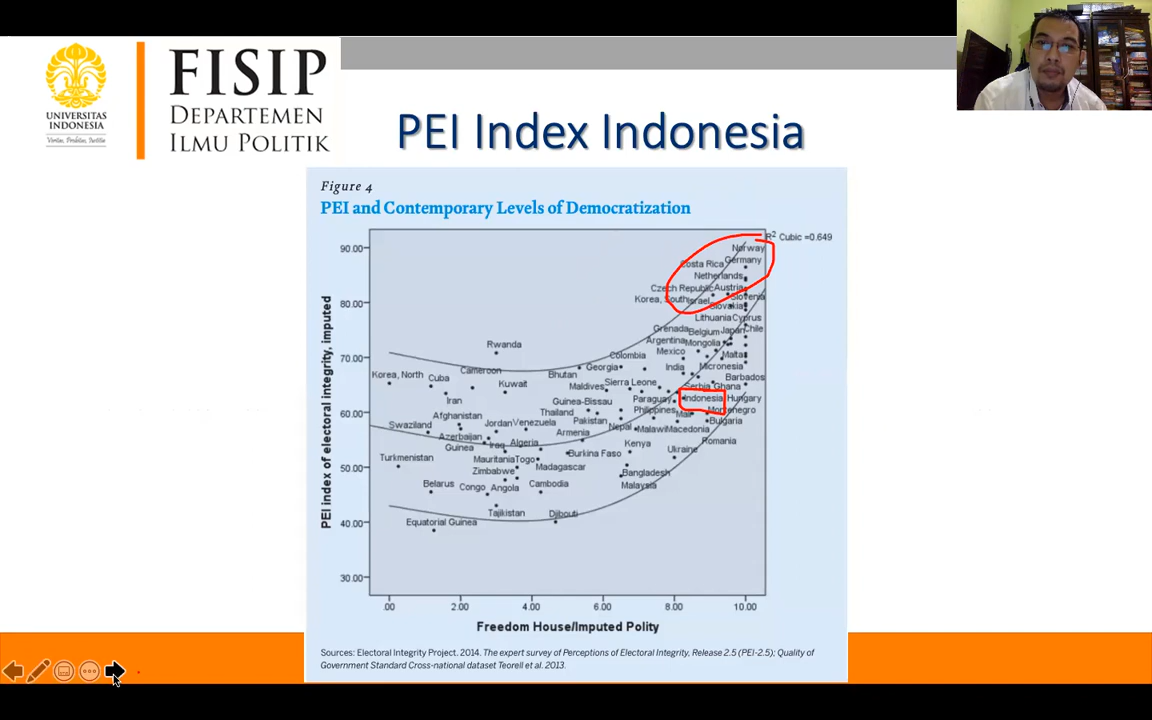 UNIVERSITAS
INDONESIA
Veritas, Probitas, Iustitia
FISIP
DEPARTEMEN
ILMU POLITIK
PEI Index Indonesia
Figure 4
PEI and Contemporary Levels of Democratization
R² Cubic =0.649
PEI index of electoral integrity, imputed
90.00
80.00
70.00
60.00
50.00
40.00
30.00
Norway
Costa Rica Germany
Netherlands
Czech Republic Austria
Korea, South Israel Slovenia
Slovakia
Lithuania Cyprus
Grenada Belgium Japan Chile
Argentina Mongolia
Rwanda
Colombia Mexico Malta
Cameroon Bhutan Georgia India Micronesia
Korea, North Cuba Kuwait Maldives Sierra Leone Serbia Ghana Barbados
Iran Guinea-Bissau Paraguay Indonesia Hungary
Afghanistan Thailand Philippines Mali Montenegro
Swaziland Jordan Venezuela Pakistan Nepal Malawi Macedonia Bulgaria
Azerbaijan Armenia
Guinea Iraq Algeria Burkina Faso Kenya Ukraine Romania
Turkmenistan Mauritania Togo
Zimbabwe Madagascar Bangladesh
Belarus Congo Angola Cambodia Malaysia
Tajikistan Djibouti
Equatorial Guinea
.00 2.00 4.00 6.00 8.00 10.00
Freedom House/Imputed Polity
Sources: Electoral Integrity Project. 2014. The expert survey of Perceptions of Electoral Integrity, Release 2.5 (PEI-2.5); Quality of
Government Standard Cross-national dataset Teorell et al. 2013.